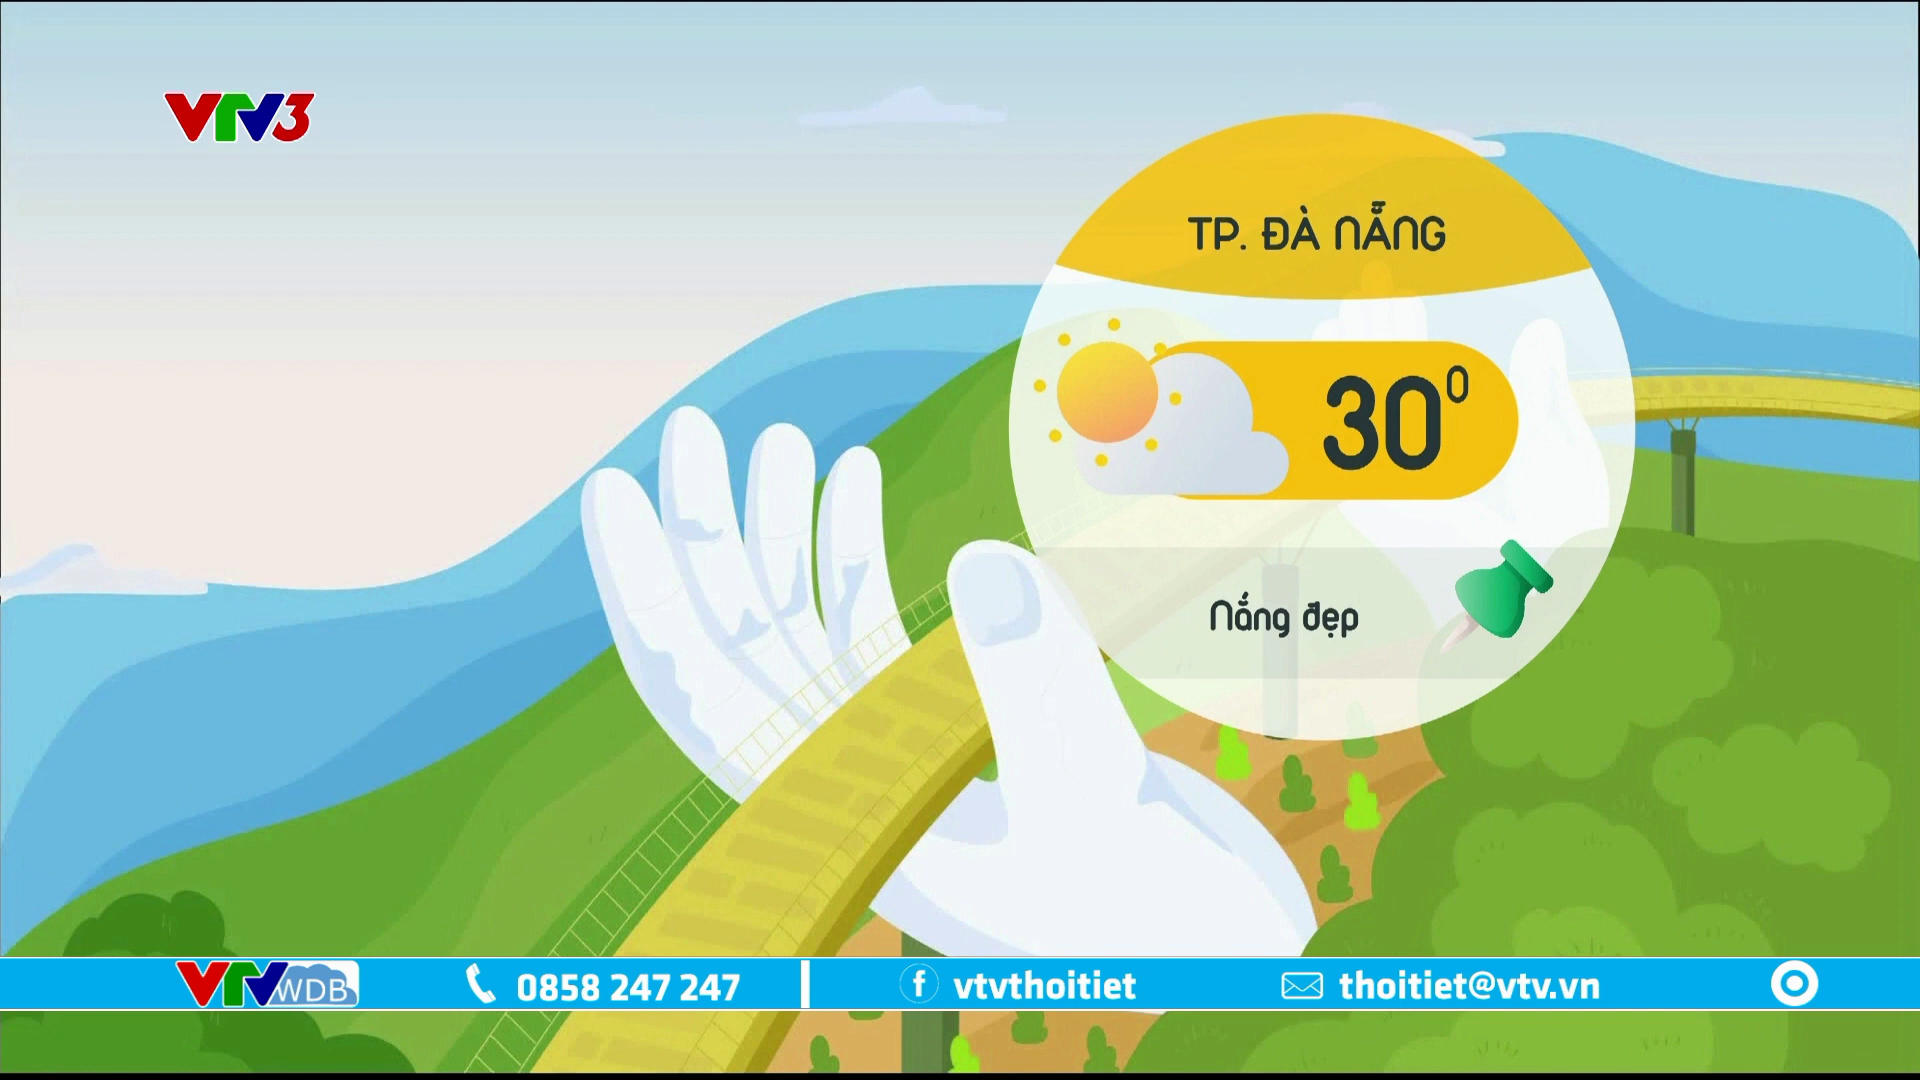 VTV3
TP. ĐÀ NẴNG
30⁰
Nắng đẹp
VTV WDB 0858 247 247 vtvthoitiet thoitiet@vtv.vn